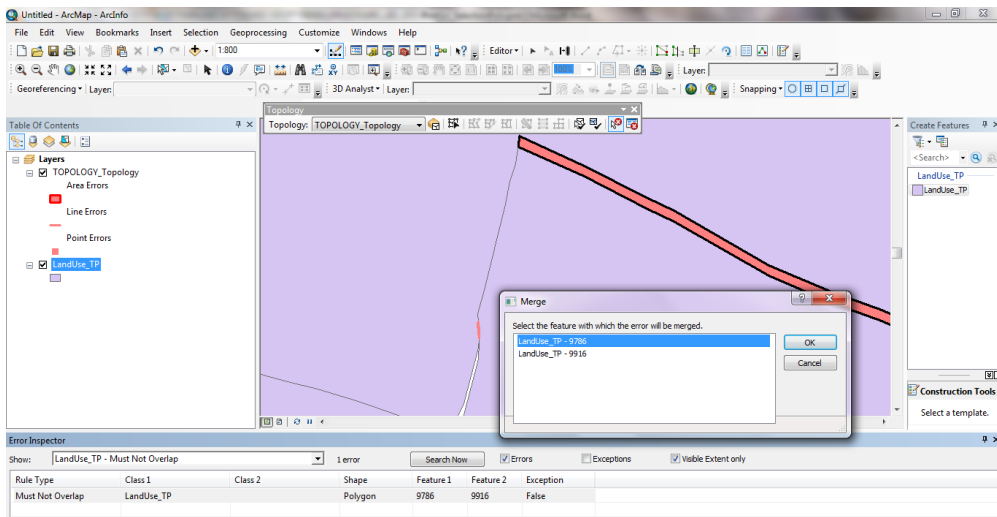 Untitled - ArcMap - ArcInfo
File Edit View Bookmarks Insert Selection Geoprocessing Customize Windows Help
1:800 Editor
100% Layer:
Georeferencing Layer: 3D Analyst Layer: Snapping
Topology
Topology: TOPOLOGY_Topology
Table Of Contents
Layers
TOPOLOGY_Topology
Area Errors
Line Errors
Point Errors
LandUse_TP
Create Features
<Search>
LandUse_TP
LandUse_TP
Merge
Select the feature with which the error will be merged.
LandUse_TP - 9786
LandUse_TP - 9916
OK
Cancel
Construction Tools
Select a template.
Error Inspector
Show: LandUse_TP - Must Not Overlap 1 error Search Now Errors Exceptions Visible Extent only
Rule Type Class 1 Class 2 Shape Feature 1 Feature 2 Exception
Must Not Overlap LandUse_TP Polygon 9786 9916 False